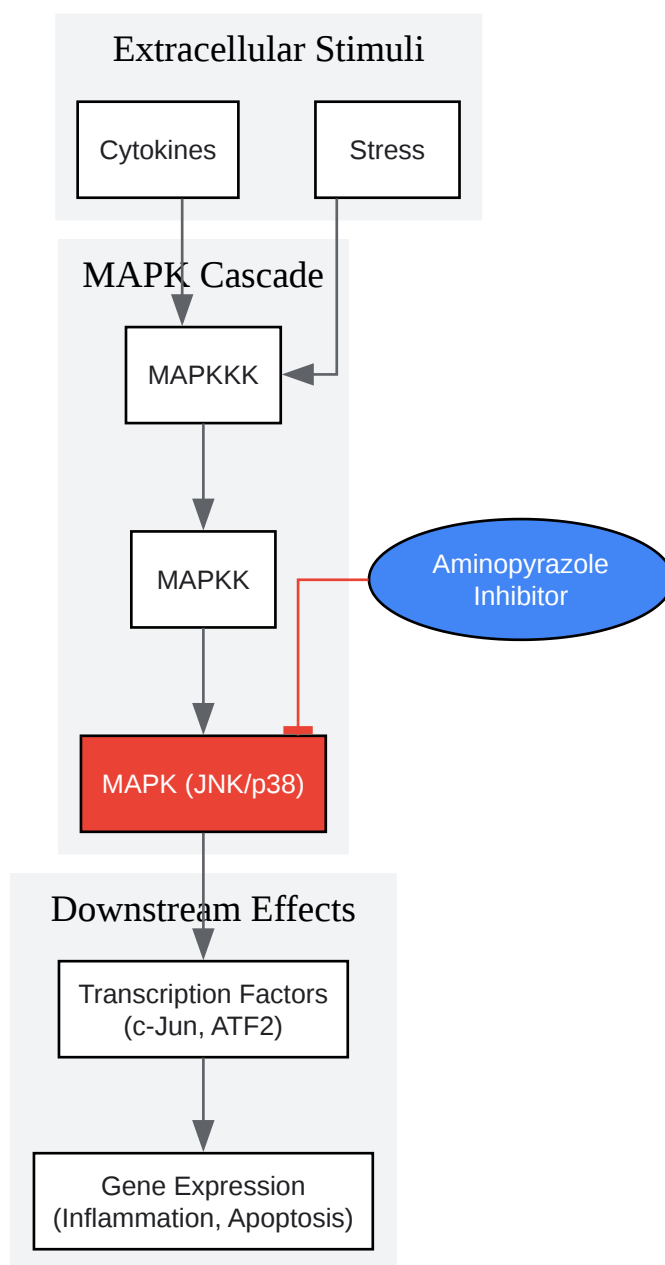 Extracellular Stimuli
Cytokines
Stress
MAPK Cascade
MAPKKK
MAPKK
Aminopyrazole
Inhibitor
MAPK (JNK/p38)
Downstream Effects
Transcription Factors
(c-Jun, ATF2)
Gene Expression
(Inflammation, Apoptosis)